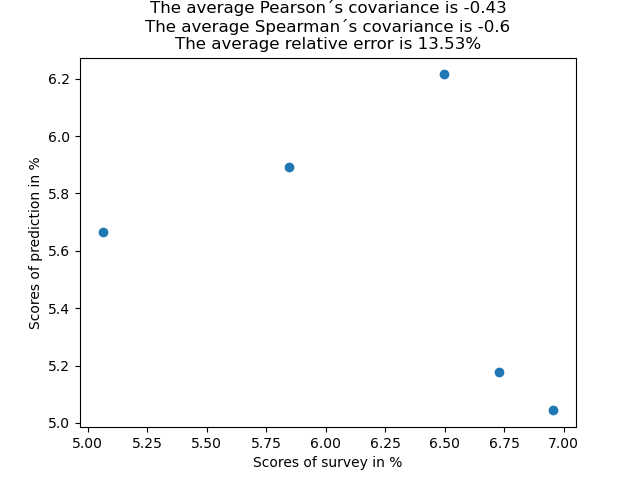 The average Pearson´s covariance is -0.43
The average Spearman´s covariance is -0.6
The average relative error is 13.53%
6.2
6.0
5.8
5.6
5.4
5.2
5.0
Scores of prediction in %
5.00 5.25 5.50 5.75 6.00 6.25 6.50 6.75 7.00
Scores of survey in %